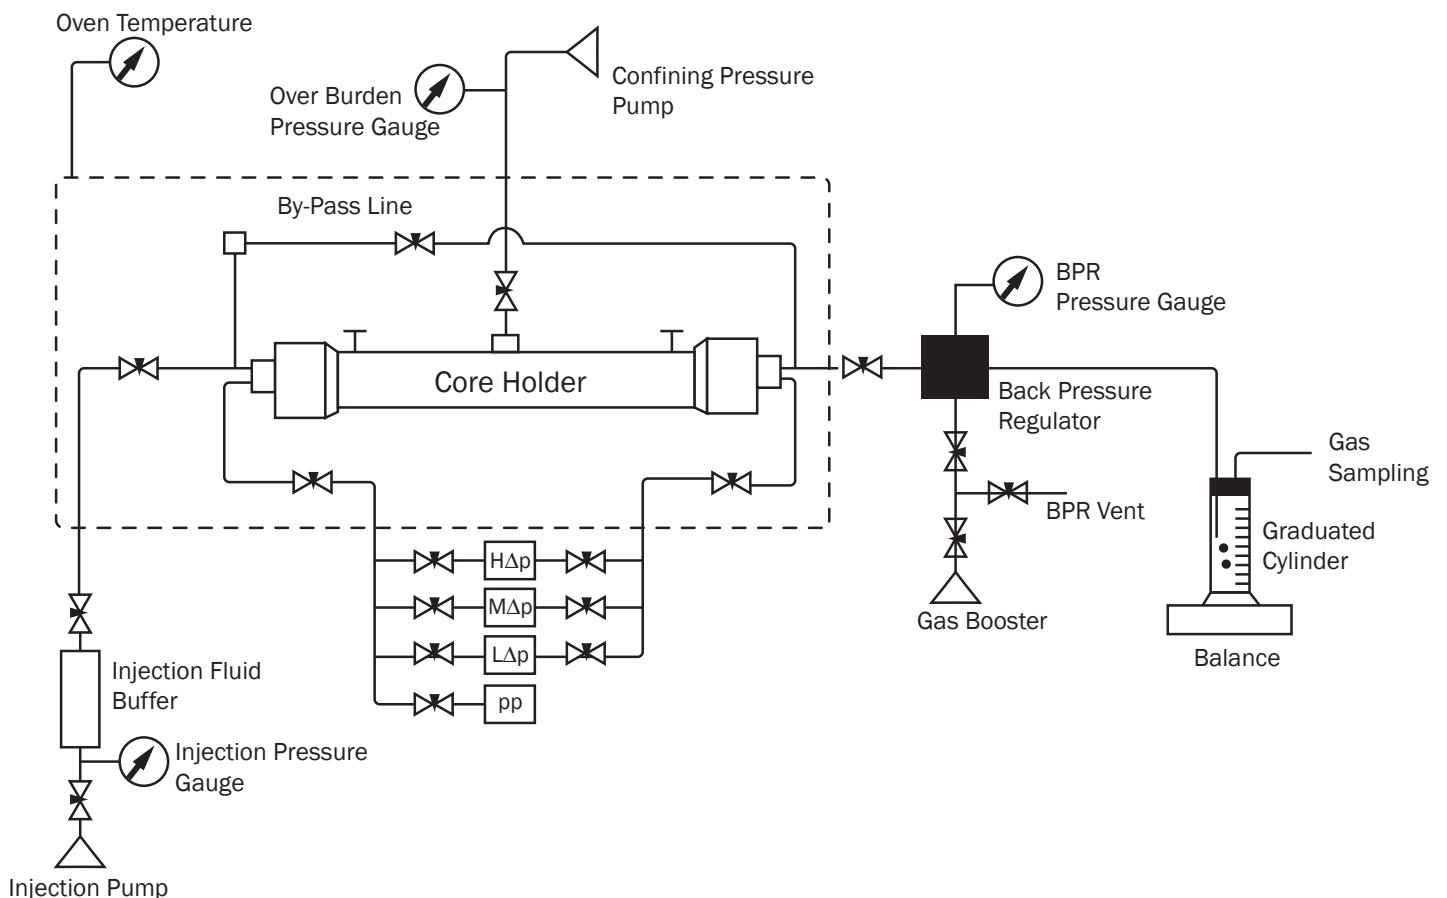 Oven Temperature
Over Burden
Pressure Gauge
Confining Pressure
Pump
By-Pass Line
Core Holder
BPR
Pressure Gauge
Back Pressure
Regulator
BPR Vent
Gas Booster
Gas
Sampling
Graduated
Cylinder
Balance
HΔp
MΔp
LΔp
pp
Injection Fluid
Buffer
Injection Pressure
Gauge
Injection Pump